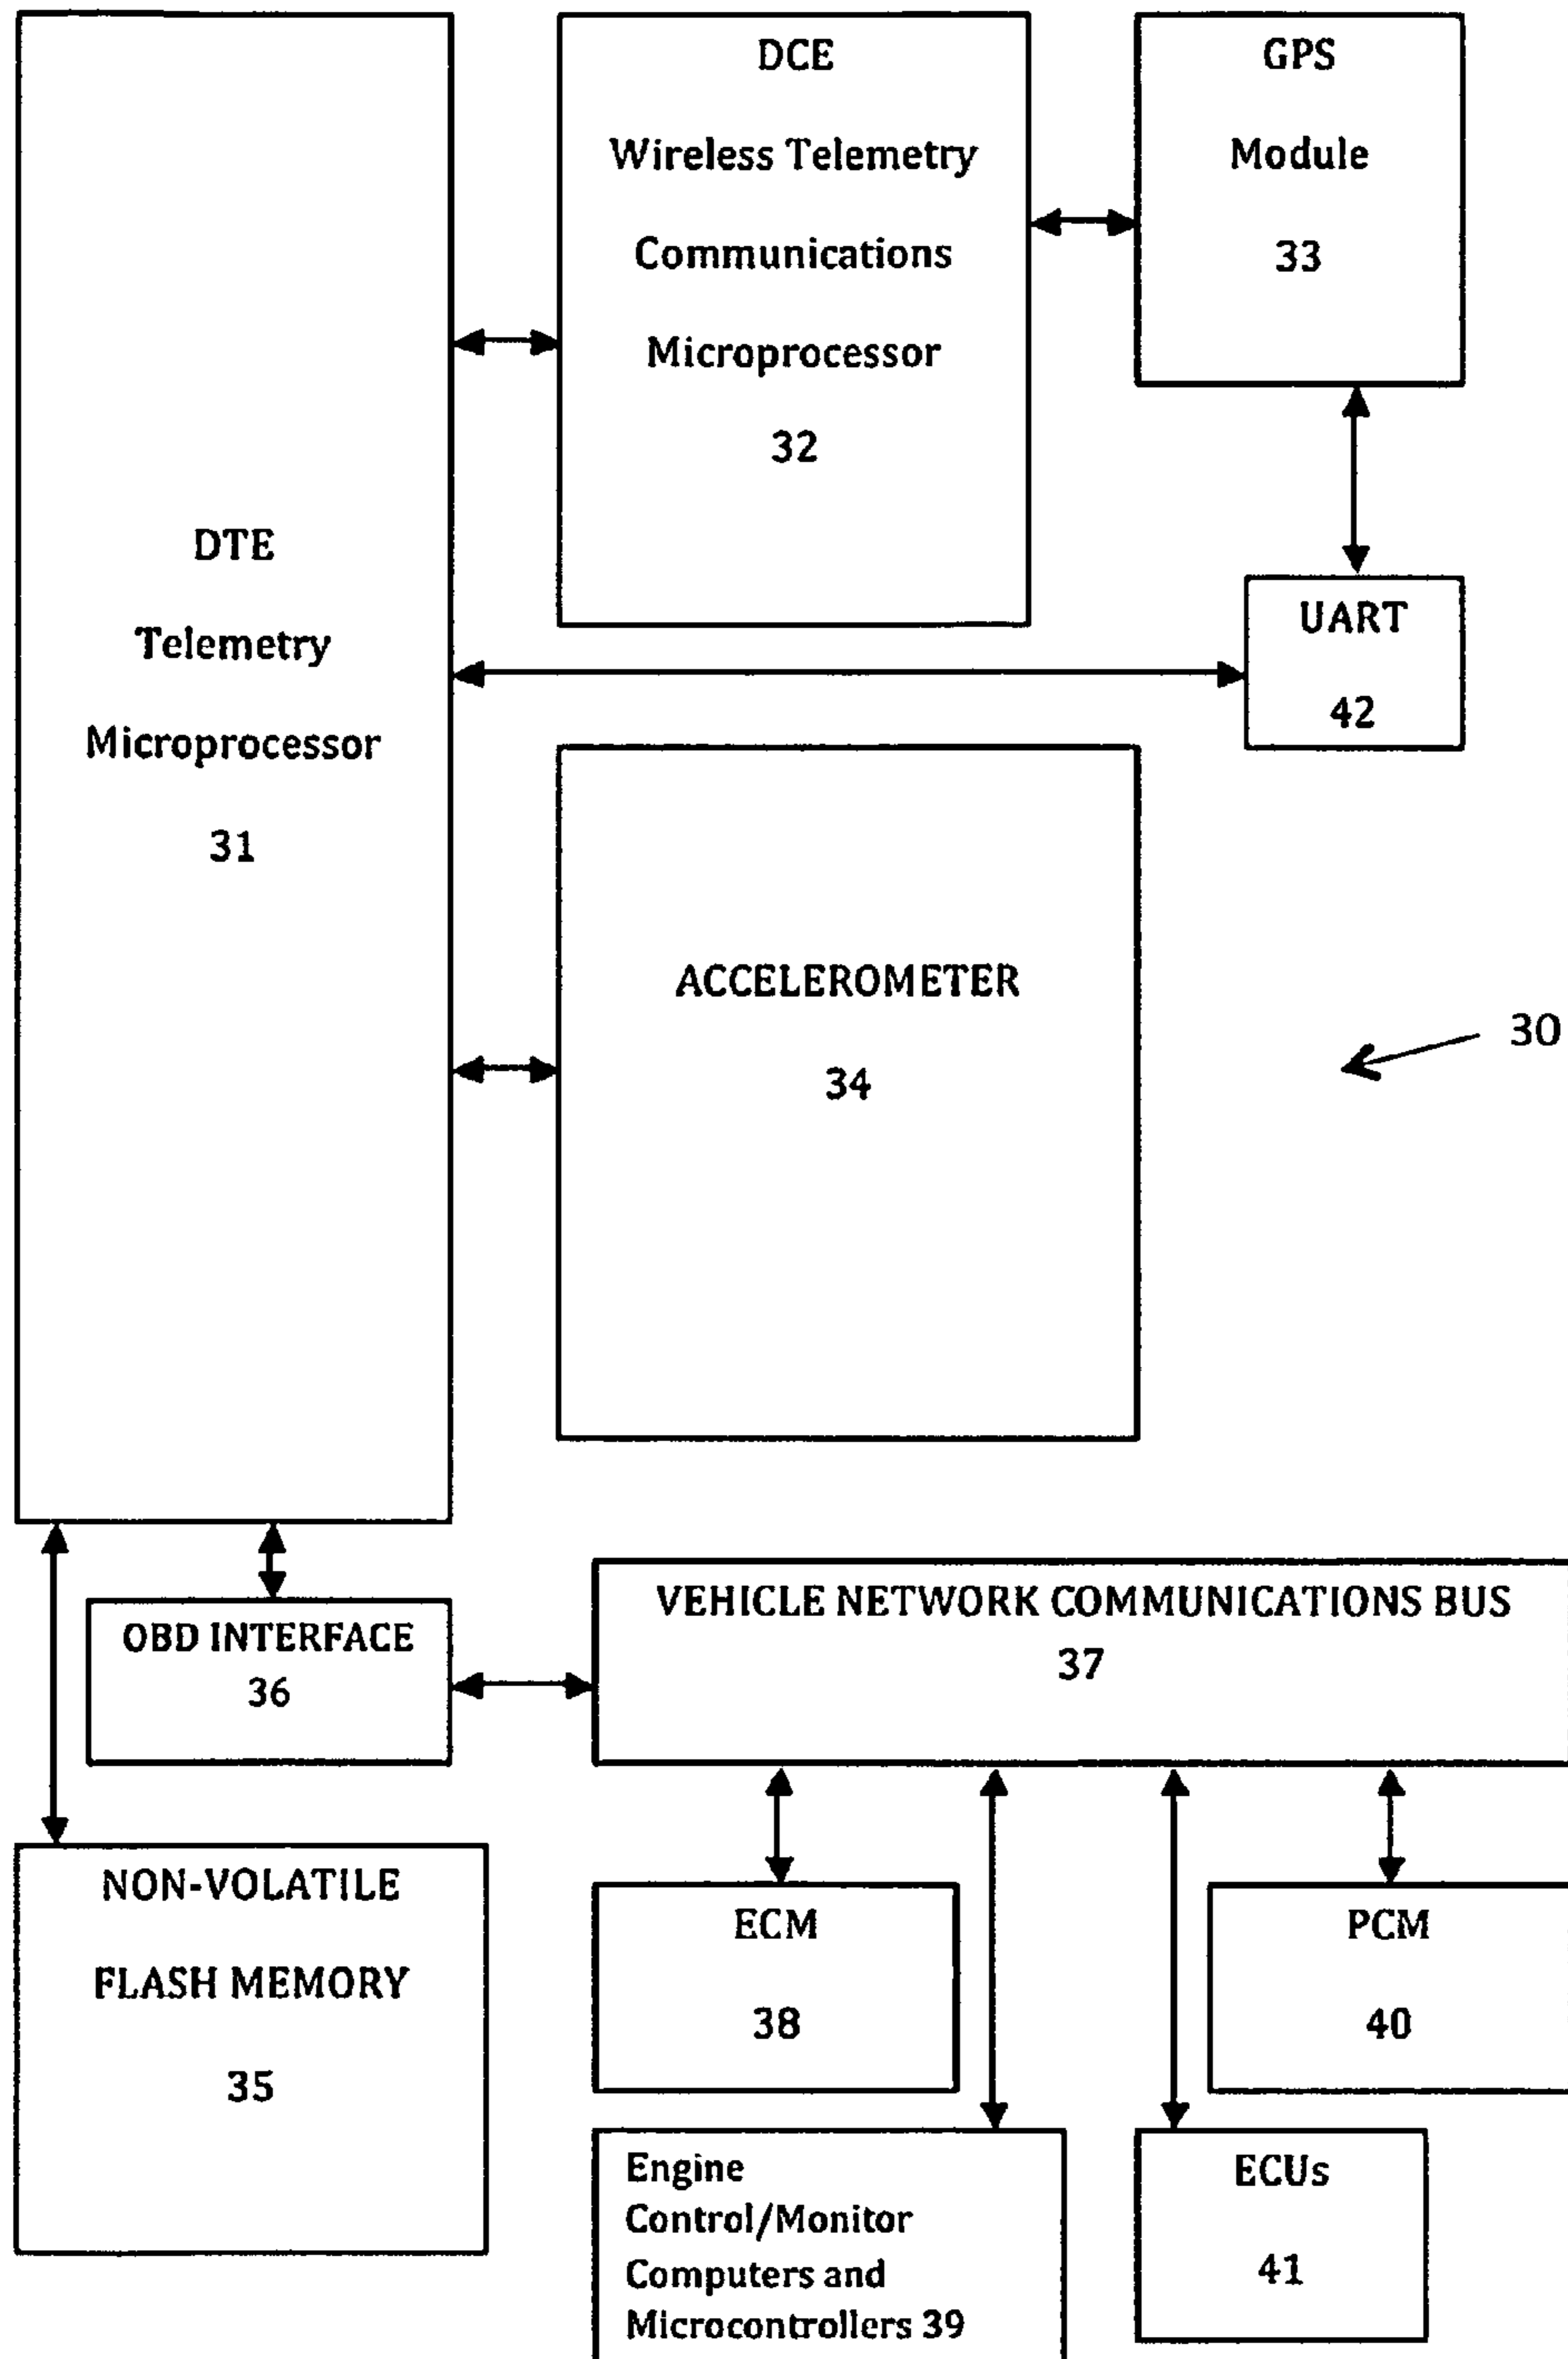 DCE
Wireless Telemetry
Communications
Microprocessor
32
GPS
Module
33
DTE
Telemetry
Microprocessor
31
UART
42
ACCELEROMETER
34
30
OBD INTERFACE
36
VEHICLE NETWORK COMMUNICATIONS BUS
37
NON-VOLATILE
FLASH MEMORY
35
ECM
38
PCM
40
Engine
Control/Monitor
Computers and
Microcontrollers 39
ECUs
41